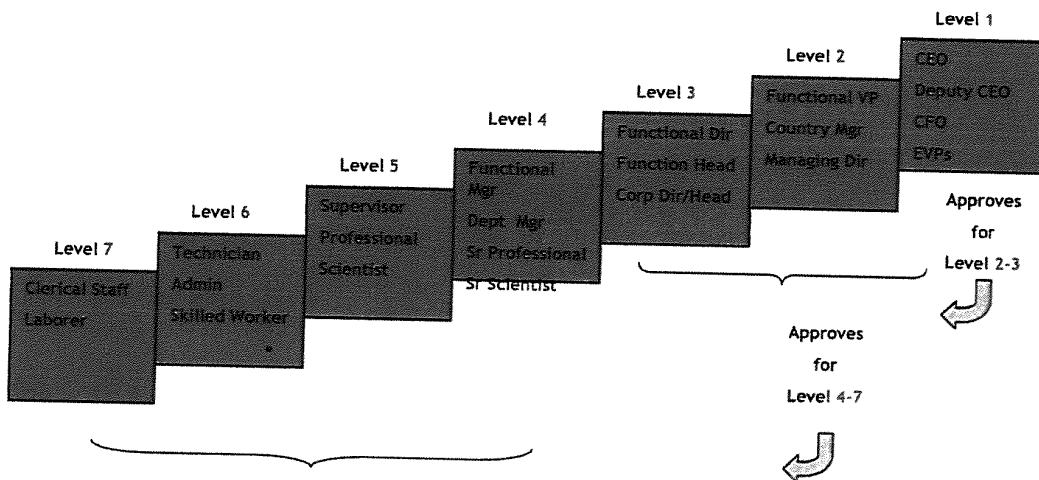 Level 1
CEO
Deputy CEO
CFO
EVPs
Level 2
Functional VP
Country Mgr
Managing Dir
Level 3
Functional Dir
Function Head
Corp Dir/Head
Level 4
Functional
Mgr
Dept Mgr
Sr Professional
Sr Scientist
Level 5
Supervisor
Professional
Scientist
Level 6
Technician
Admin
Skilled Worker
Level 7
Clerical Staff
Laborer
Approves
for
Level 2-3
Approves
for
Level 4-7